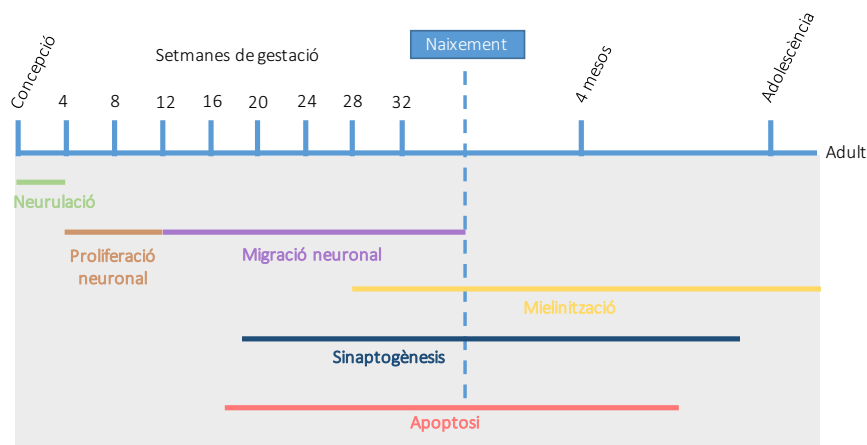 Concepció
Setmanes de gestació
Naixement
4 mesos
Adolescència
4
8
12
16
20
24
28
32
Adult
Neurulació
Proliferació
neuronal
Migració neuronal
Mielinització
Sinaptogènesis
Apoptosi